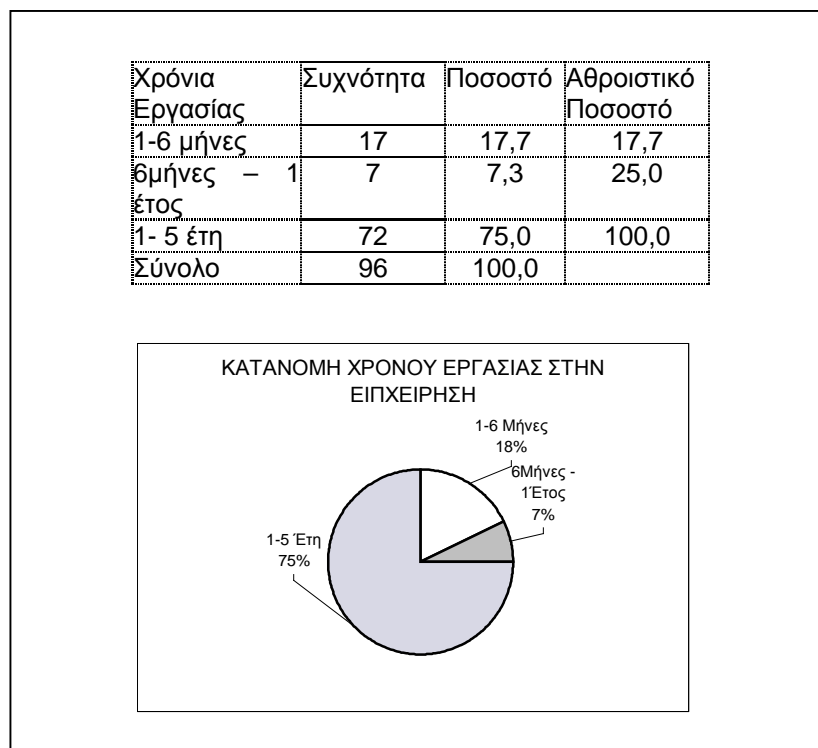 Χρόνια Συχνότητα Ποσοστό Αθροιστικό
Εργασίας Ποσοστό
1-6 μήνες 17 17,7 17,7
6μήνες – 1 7 7,3 25,0
έτος
1- 5 έτη 72 75,0 100,0
Σύνολο 96 100,0
ΚΑΤΑΝΟΜΗ ΧΡΟΝΟΥ ΕΡΓΑΣΙΑΣ ΣΤΗΝ
ΕΙΠΧΕΙΡΗΣΗ
1-6 Μήνες
18%
6Μήνες -
1Έτος
7%
1-5 Έτη
75%